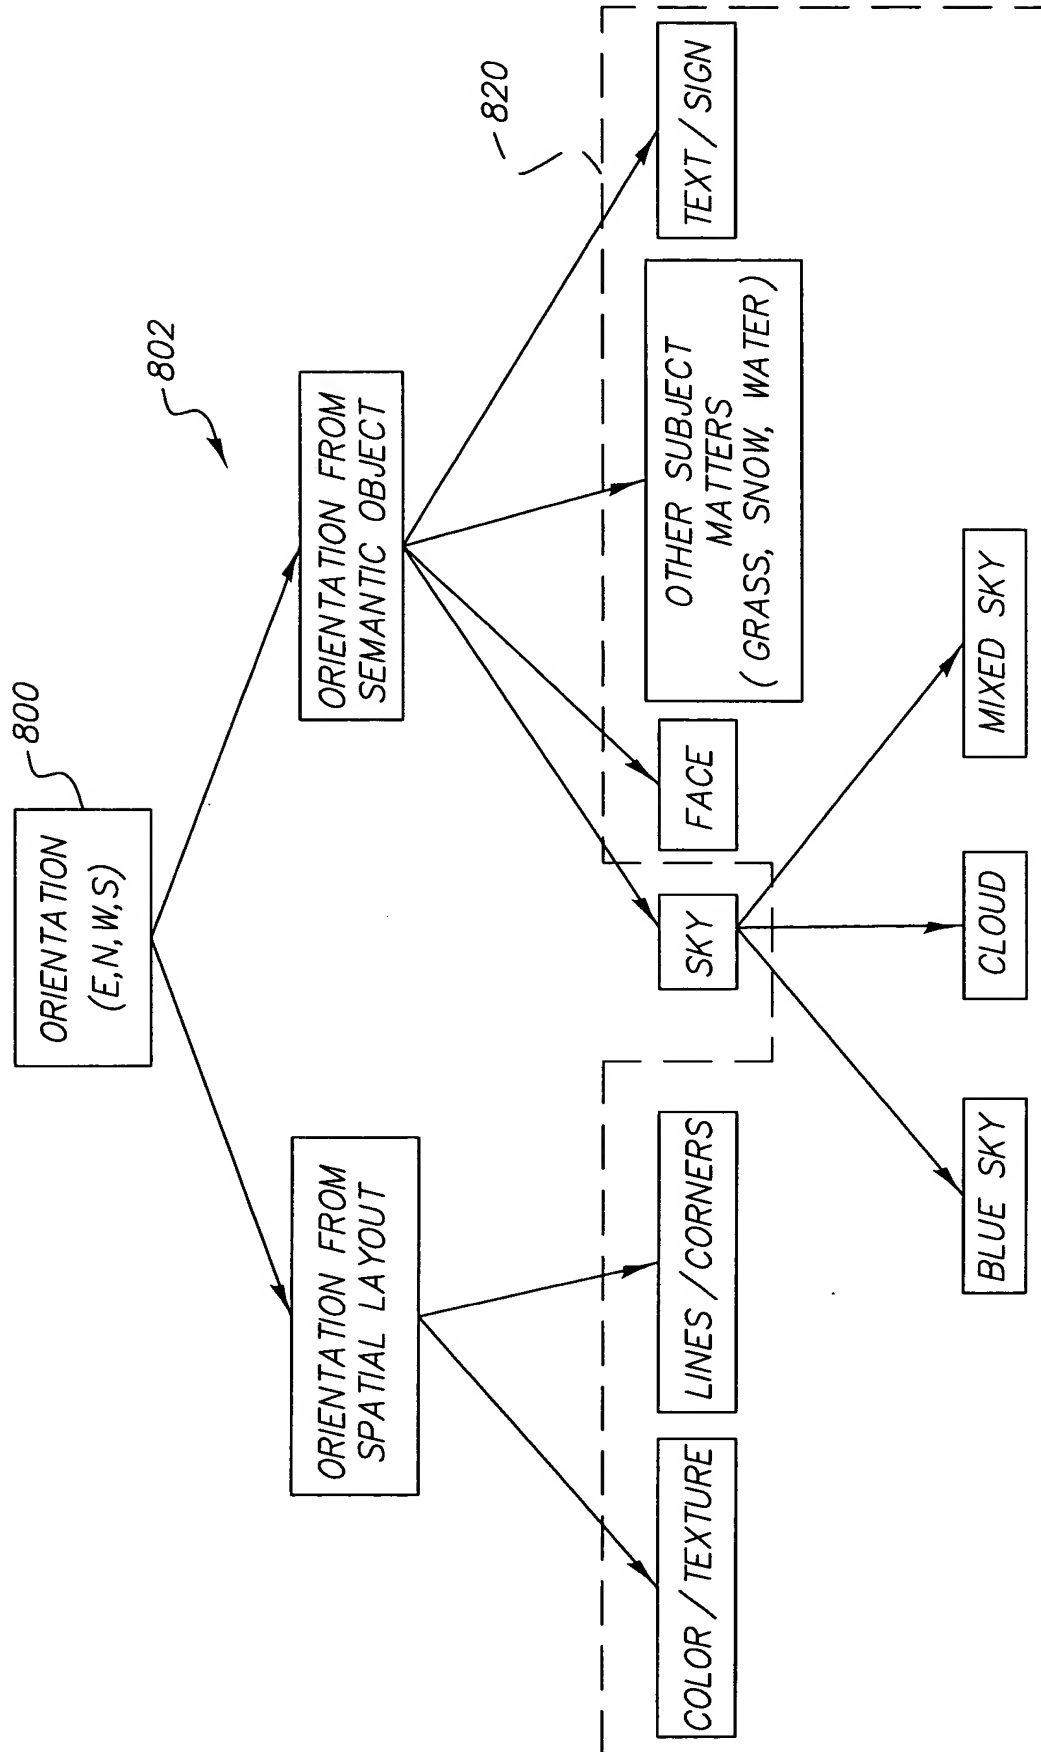 ORIENTATION
(E,N,W,S)
800
802
ORIENTATION FROM
SPATIAL LAYOUT
ORIENTATION FROM
SEMANTIC OBJECT
820
COLOR / TEXTURE
LINES / CORNERS
SKY
FACE
OTHER SUBJECT
MATTERS
( GRASS, SNOW, WATER )
TEXT / SIGN
BLUE SKY
CLOUD
MIXED SKY